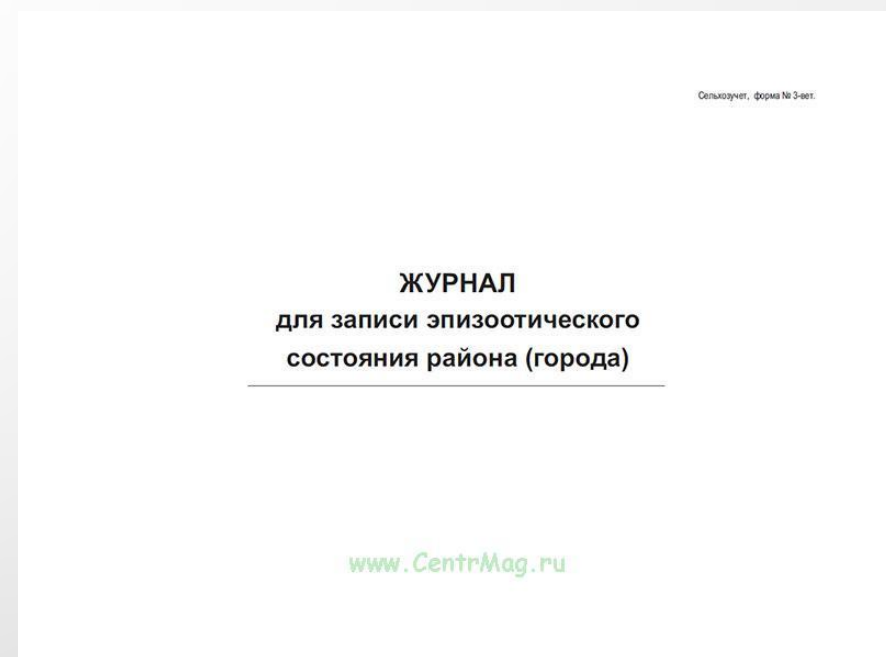 Сельхозучет, форма № 3-вет.
ЖУРНАЛ
для записи эпизоотического
состояния района (города)
www.CentrMag.ru